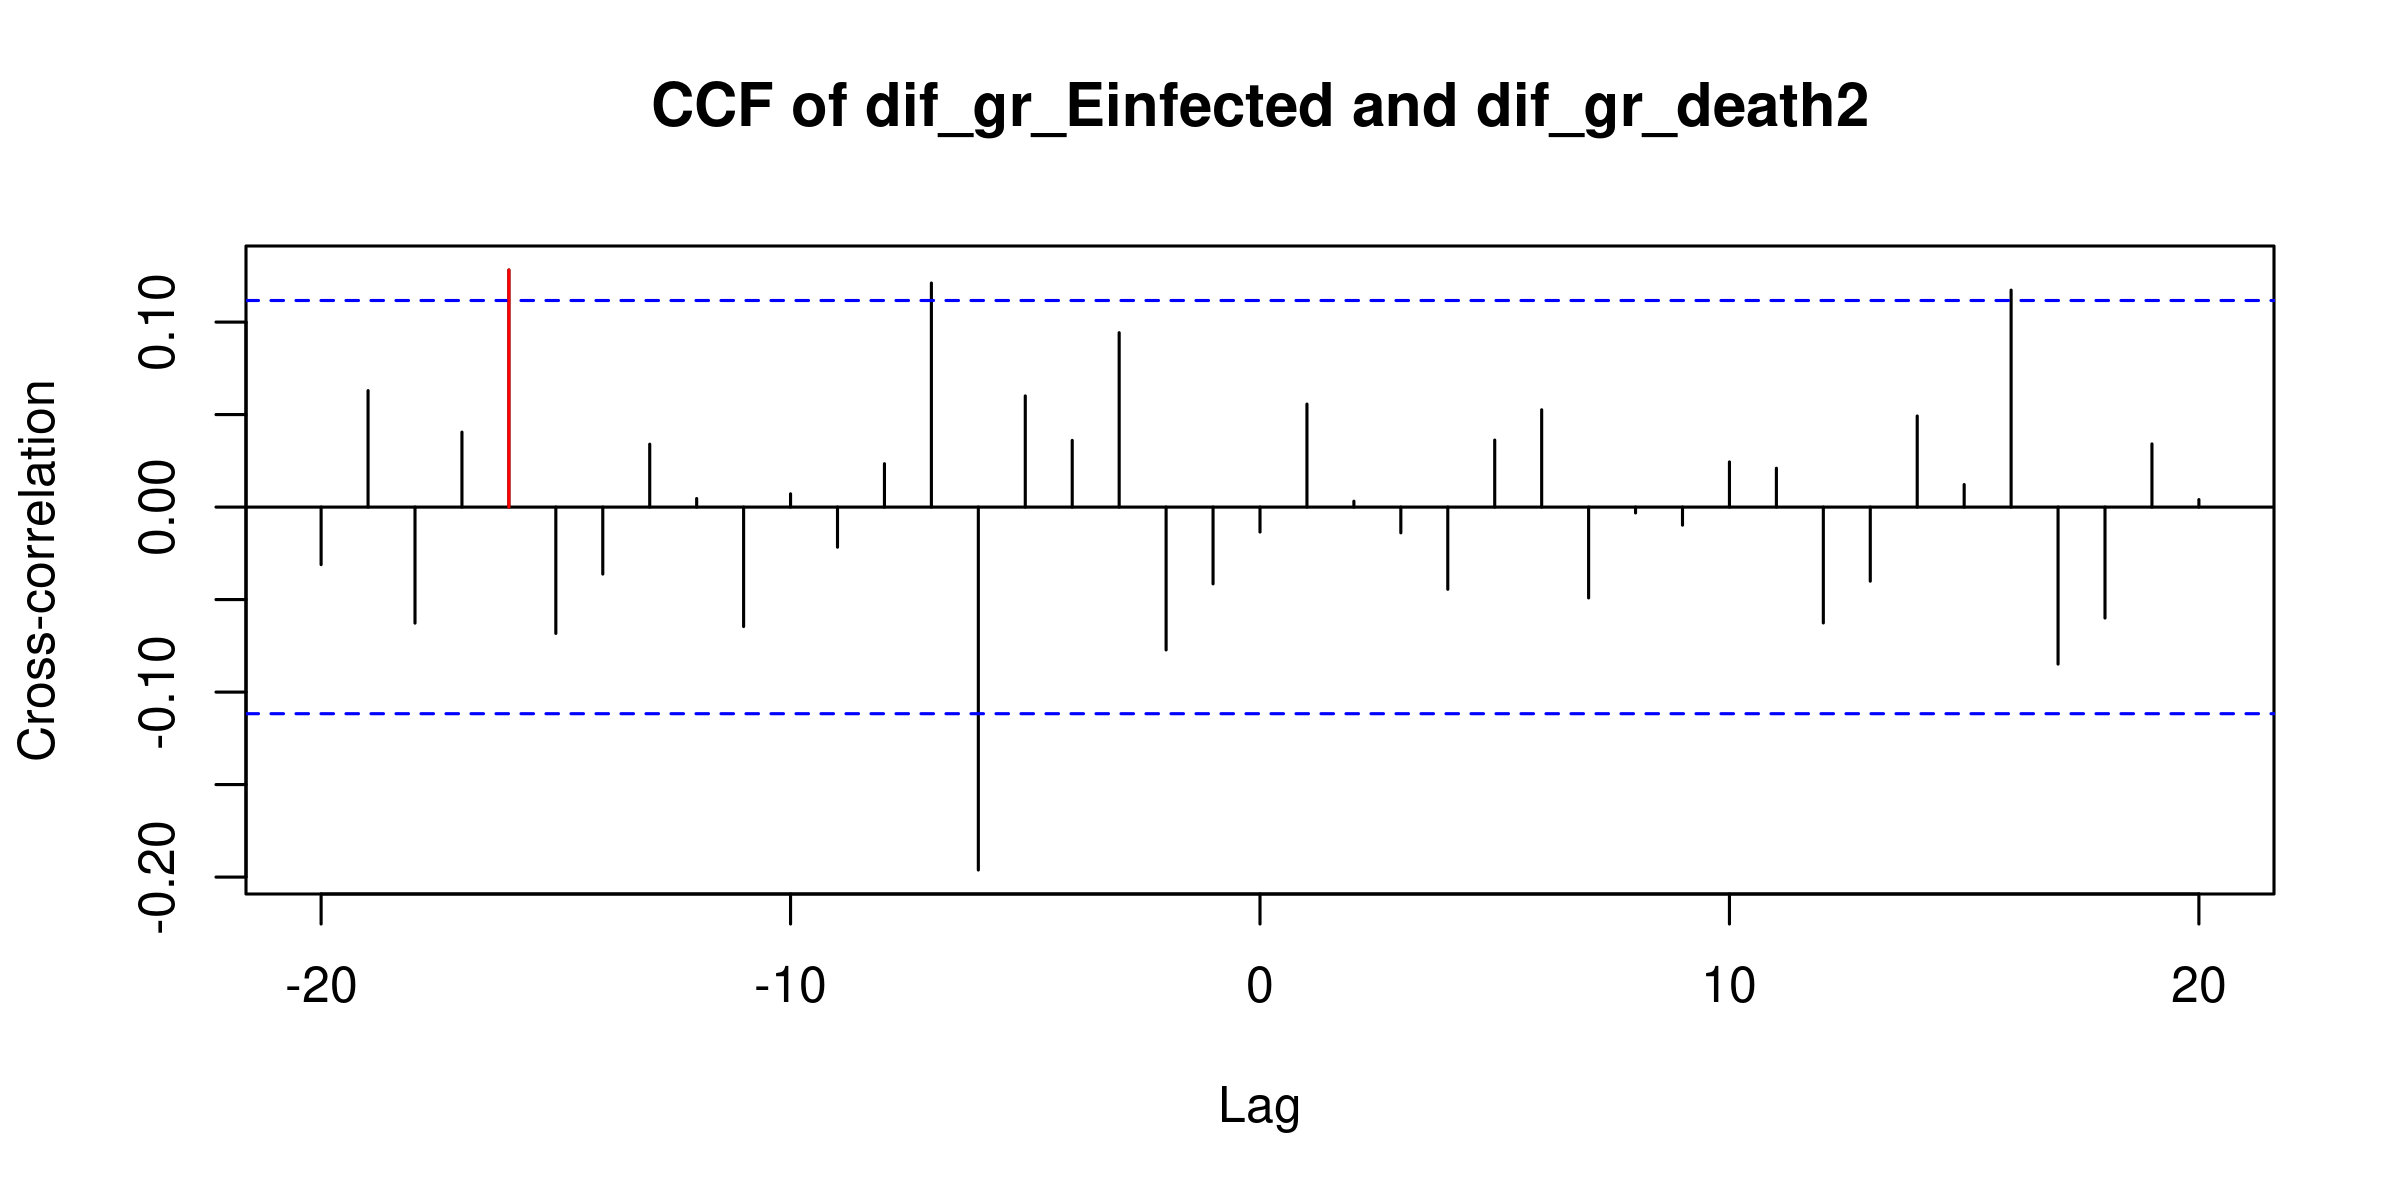 CCF of dif_gr_Einfected and dif_gr_death2
Cross-correlation
0.10
0.00
-0.10
-0.20
-20 -10 0 10 20
Lag